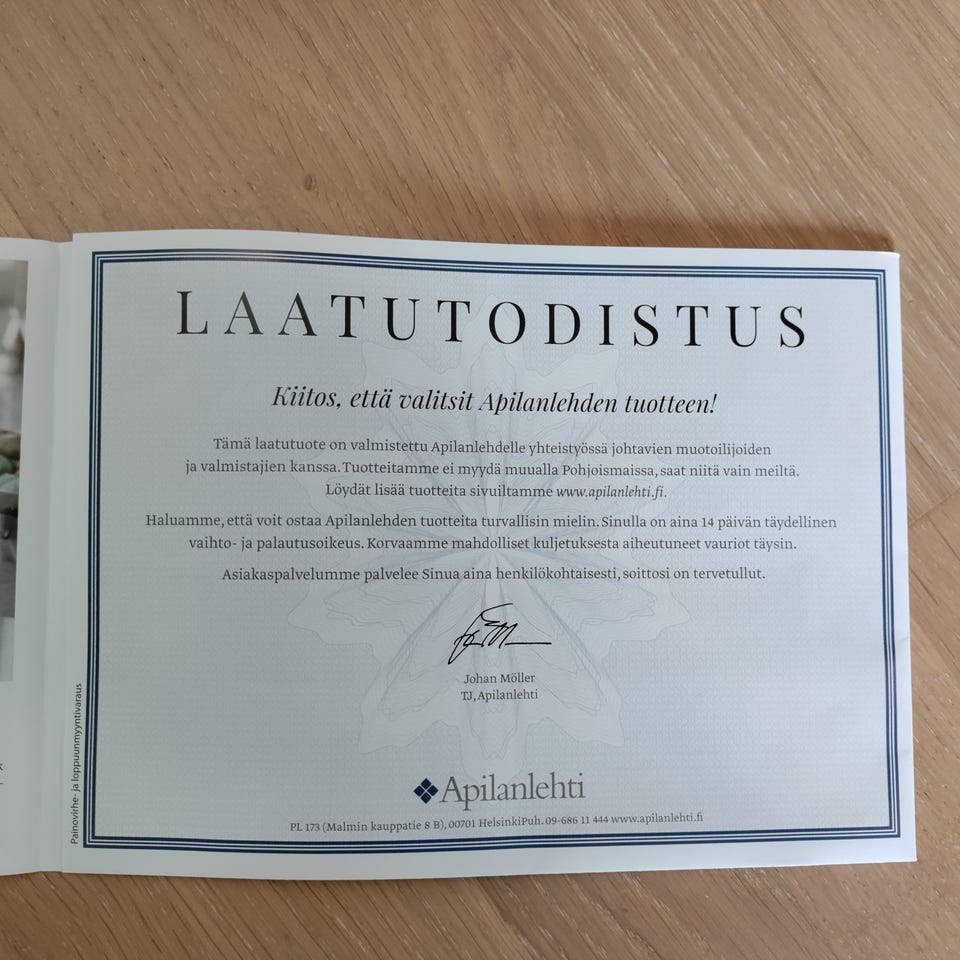 LAATUTODISTUS
Kiitos, että valitsit Apilanlehden tuotteen!
Tämä laatutuote on valmistettu Apilanlehdelle yhteistyössä johtavien muotoilijoiden
ja valmistajien kanssa. Tuotteitamme ei myydä muualla Pohjoismaissa, saat niitä vain meiltä.
Löydät lisää tuotteita sivuiltamme www.apilanlehti.fi.
Haluamme, että voit ostaa Apilanlehden tuotteita turvallisin mielin. Sinulla on aina 14 päivän täydellinen
vaihto- ja palautusoikeus. Korvaamme mahdolliset kuljetuksesta aiheutuneet vauriot täysin.
Asiakaspalvelumme palvelee Sinua aina henkilökohtaisesti, soittosi on tervetullut.
Johan Möller
TJ, Apilanlehti
Apilanlehti
PL 173 (Malmin kauppatie 8 B), 00701 HelsinkiPuh. 09-686 11 444 www.apilanlehti.fi
Painovirhe- ja loppuunmyyntivaraus